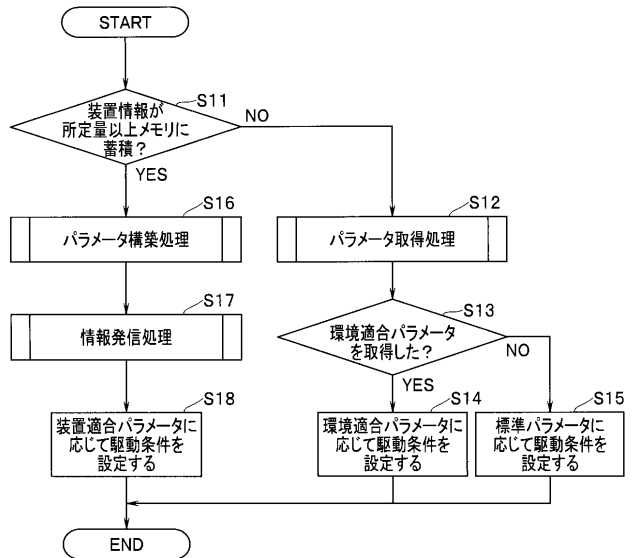 START
S11
装置情報が
所定量以上メモリに
蓄積？
NO
YES
S16
パラメータ構築処理
S12
パラメータ取得処理
S17
情報発信処理
S13
環境適合パラメータ
を取得した？
NO
YES
S18
装置適合パラメータに
応じて駆動条件を
設定する
S14
環境適合パラメータに
応じて駆動条件を
設定する
S15
標準パラメータに
応じて駆動条件を
設定する
END